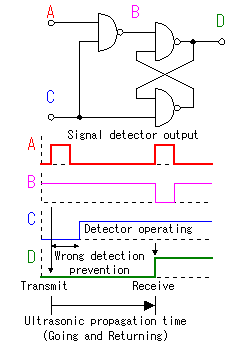 A
B
D
C
Signal detector output
A
B
C
Detector operating
Wrong detection
prevention
D
Transmit
Receive
Ultrasonic propagation time
(Going and Returning)